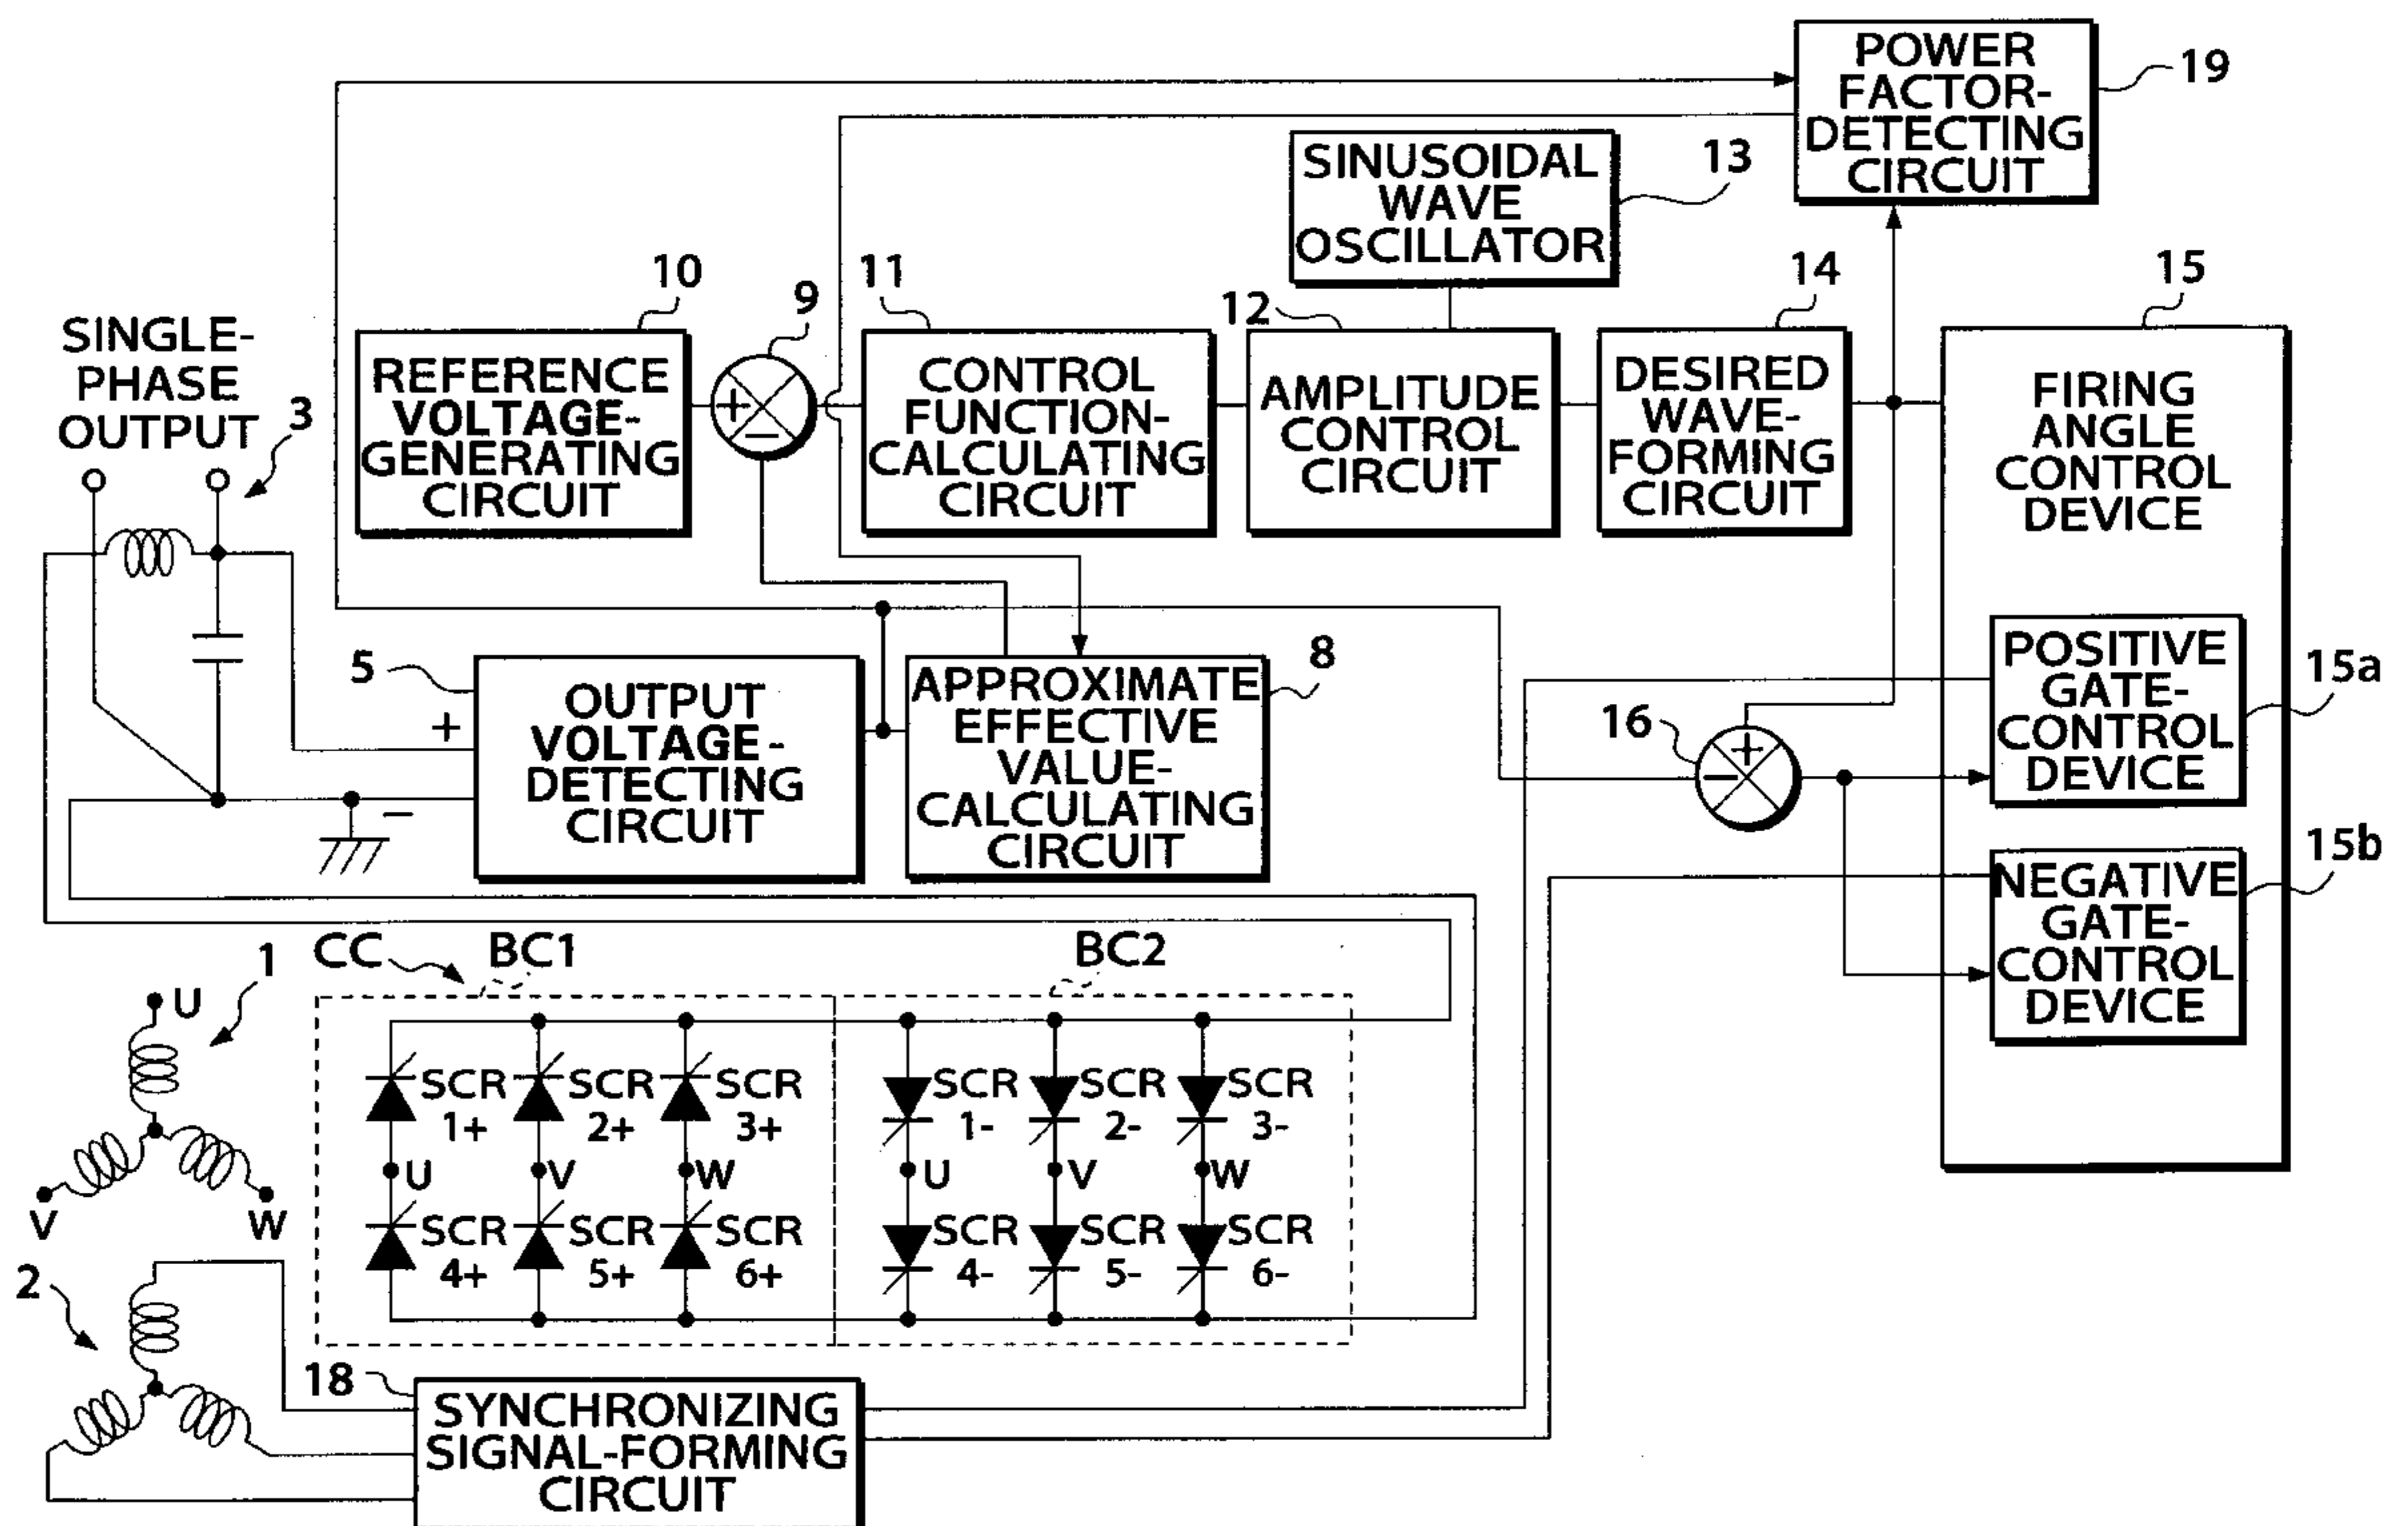 POWER
FACTOR-
DETECTING
CIRCUIT
19
SINUSOIDAL
WAVE
OSCILLATOR
13
SINGLE-
PHASE
OUTPUT
3
10
REFERENCE
VOLTAGE-
GENERATING
CIRCUIT
9
+
−
11
CONTROL
FUNCTION-
CALCULATING
CIRCUIT
12
AMPLITUDE
CONTROL
CIRCUIT
14
DESIRED
WAVE-
FORMING
CIRCUIT
15
FIRING
ANGLE
CONTROL
DEVICE
5
+
−
OUTPUT
VOLTAGE-
DETECTING
CIRCUIT
8
APPROXIMATE
EFFECTIVE
VALUE-
CALCULATING
CIRCUIT
16
+
−
POSITIVE
GATE-
CONTROL
DEVICE
15a
NEGATIVE
GATE-
CONTROL
DEVICE
15b
1
U
V
W
CC
BC1
BC2
SCR
1+
SCR
2+
SCR
3+
SCR
1-
SCR
2-
SCR
3-
U
V
W
U
V
W
SCR
4+
SCR
5+
SCR
6+
SCR
4-
SCR
5-
SCR
6-
2
18
SYNCHRONIZING
SIGNAL-FORMING
CIRCUIT